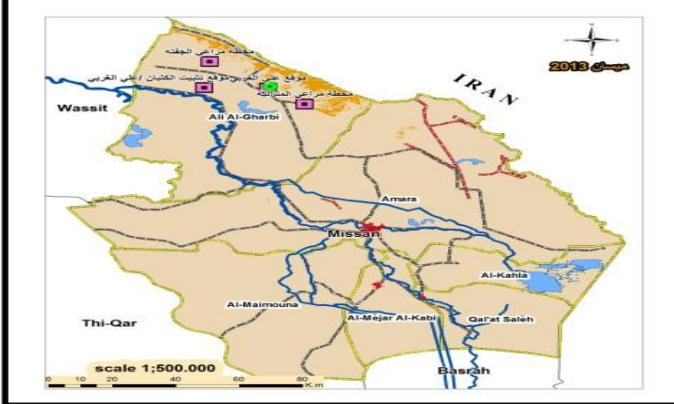 محطة مراعي الجفته
ميسان 2013
IRAN
موقع علي الغربي
موقع تثبيت الكثبان /علي الغربي
محطة مراعي
Wassit
Ali Al-Gharbi
Amara
Missan
Al-Kahla
Al-Maimouna
Al-Mejar Al-Kabi
Qal'at Saleh
Thi-Qar
Basrah
scale 1;500.000
0 10 20 40 60 80
K.m